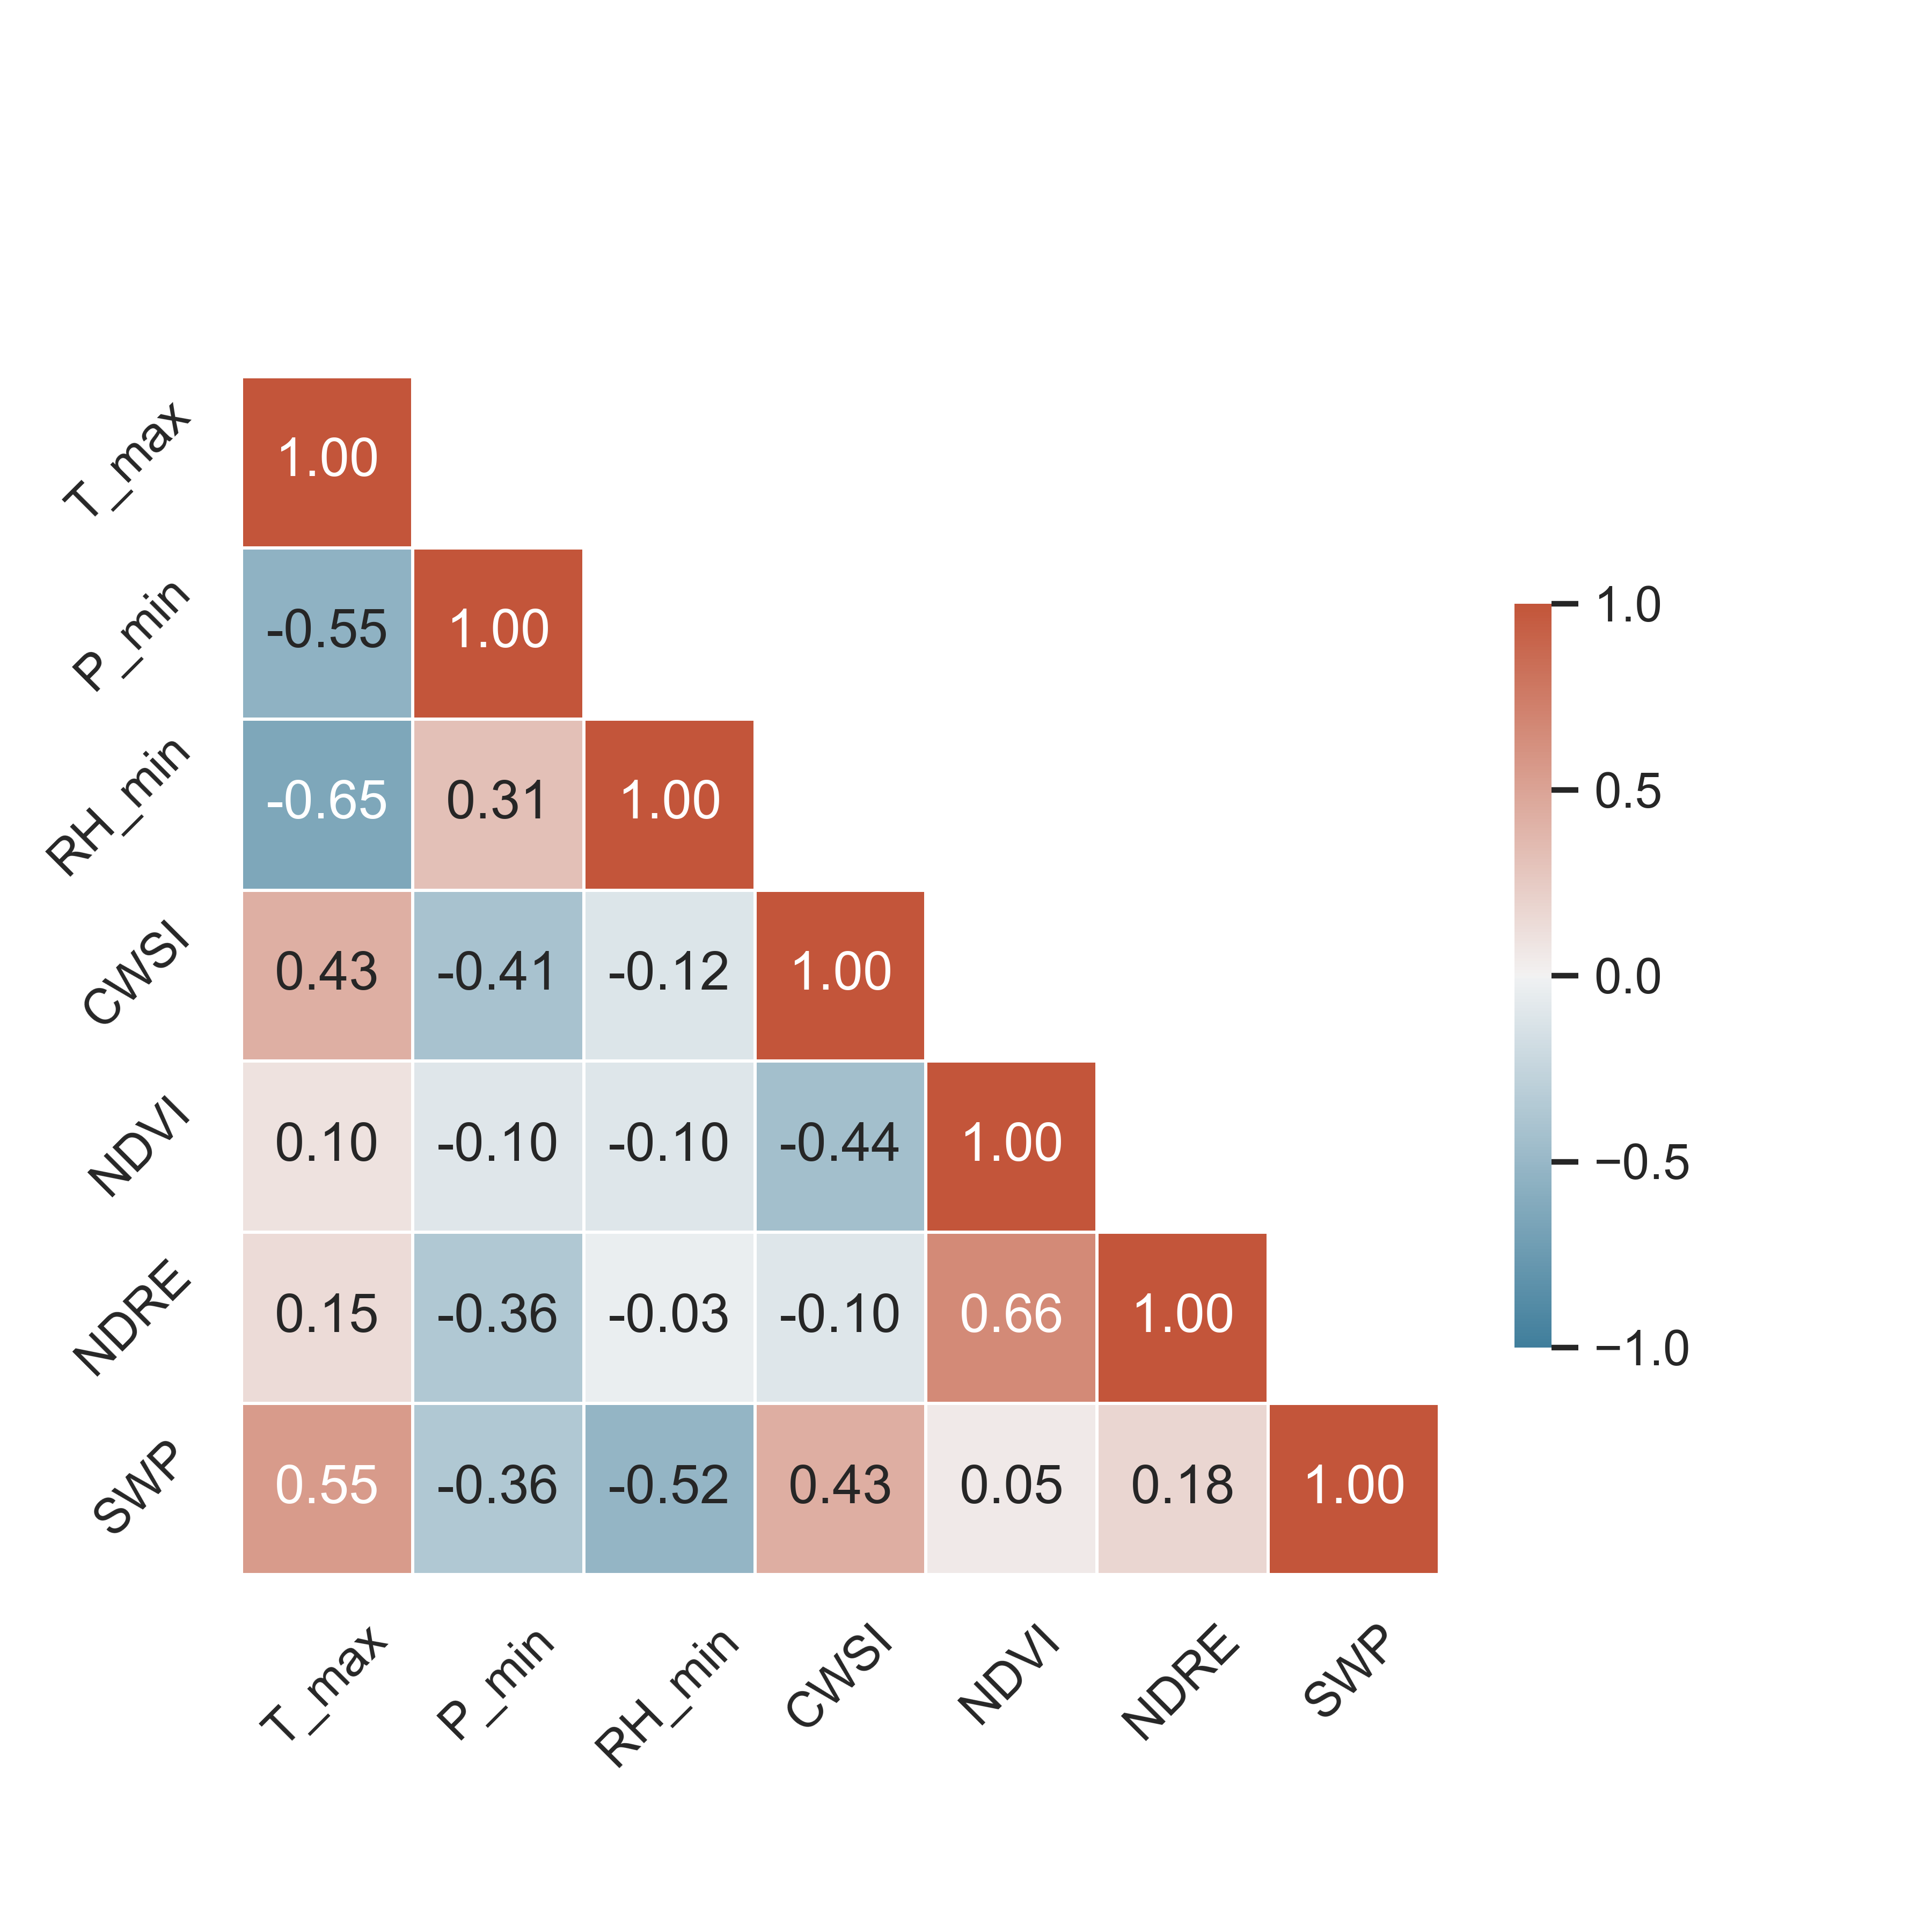 T_max 1.00
P_min -0.55 1.00
1.0
RH_min -0.65 0.31 1.00
0.5
CWSI 0.43 -0.41 -0.12 1.00
0.0
NDVI 0.10 -0.10 -0.10 -0.44 1.00
−0.5
NDRE 0.15 -0.36 -0.03 -0.10 0.66 1.00
−1.0
SWP 0.55 -0.36 -0.52 0.43 0.05 0.18 1.00
T_max P_min RH_min CWSI NDVI NDRE SWP